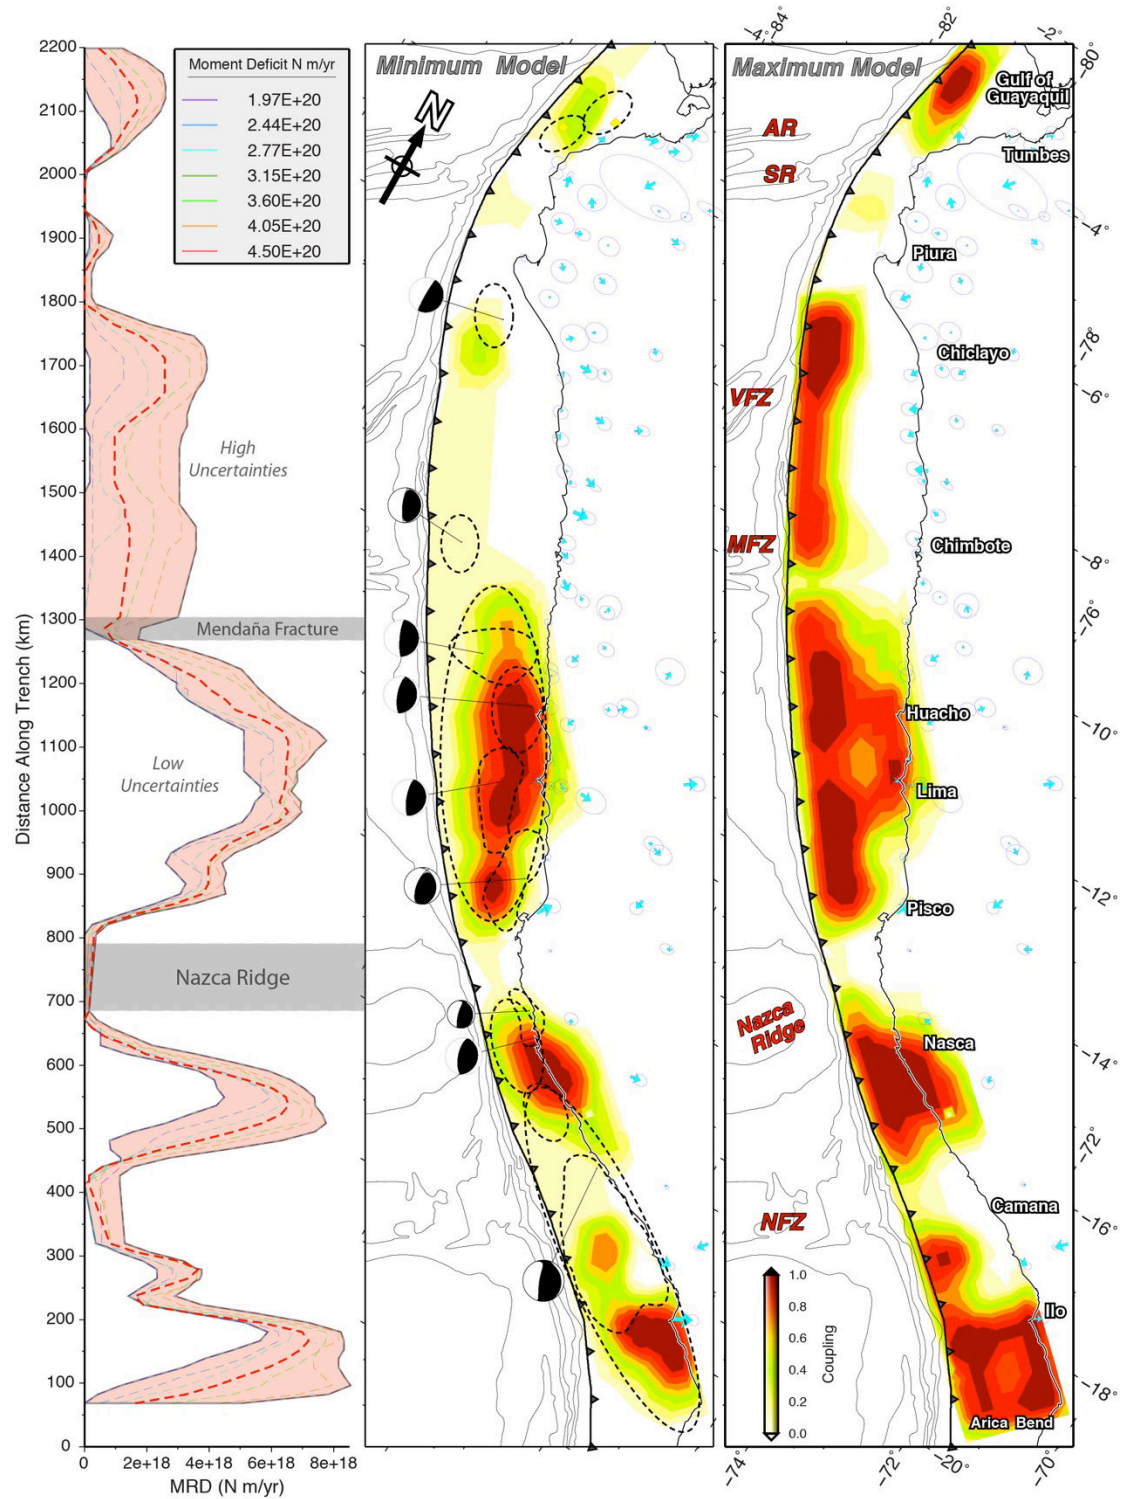 2200
2100
2000
1900
1800
1700
1600
1500
1400
1300
1200
1100
1000
900
800
700
600
500
400
300
200
100
0
Distance Along Trench (km)
0
2e+18
4e+18
6e+18
8e+18
MRD (N m/yr)
Moment Deficit N m/yr
1.97E+20
2.44E+20
2.77E+20
3.15E+20
3.60E+20
4.05E+20
4.50E+20
High
Uncertainties
Mendaña Fracture
Low
Uncertainties
Nazca Ridge
Minimum Model
N
Maximum Model
-4°
-84°
-82°
-2°
-80°
-4°
-78°
-6°
-8°
-76°
-10°
-12°
-14°
-72°
-16°
-18°
-74°
-72°
-20°
-70°
AR
SR
VFZ
MFZ
Nazca
Ridge
NFZ
Gulf of
Guayaquil
Tumbes
Piura
Chiclayo
Chimbote
Huacho
Lima
Pisco
Nasca
Camana
Ilo
Arica Bend
1.0
0.8
0.6
0.4
0.2
0.0
Coupling